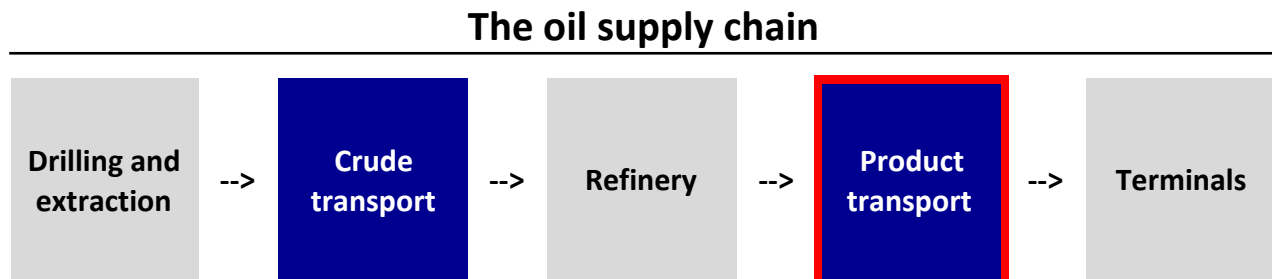 The oil supply chain
Drilling and
extraction
-->
Crude
transport
-->
Refinery
-->
Product
transport
-->
Terminals